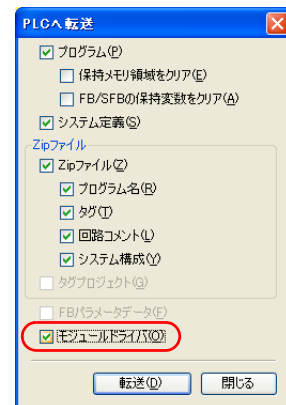 PLCへ転送
プログラム(P)
保持メモリ領域をクリア(E)
FB/SFBの保持変数をクリア(A)
システム定義(S)
Zipファイル
Zipファイル(Z)
プログラム名(R)
タグ(T)
回路コメント(L)
システム構成(Y)
タグプロジェクト(G)
FBパラメータデータ(F)
モジュールドライバ(O)
転送(D) 閉じる